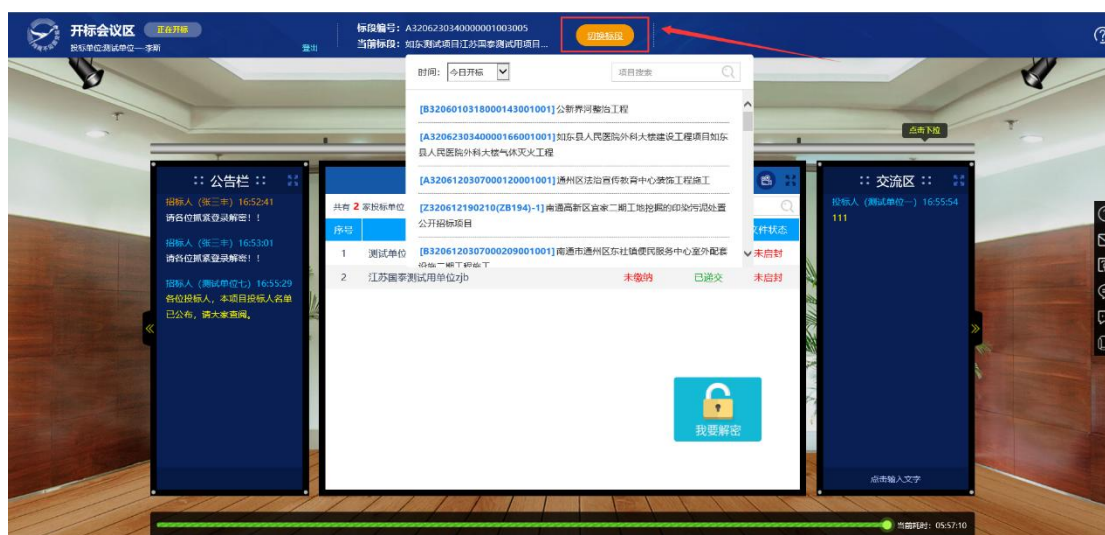 开标会议区 正在开标
投标单位:测试单位—李斯 登出
标段编号：A3206230340000001003005
当前标段：如东测试项目江苏国泰测试用项目...
切换标段
时间： 今日开标
项目搜索
[B3206010318000143001001]公新界河整治工程
[A3206230340000166001001]如东县人民医院外科大楼建设工程项目如东
县人民医院外科大楼气体灭火工程
[A3206120307000120001001]通州区法治宣传教育中心装饰工程施工
[Z320612190210(ZB194)-1]南通高新区宜家二期工地挖掘的印染污泥处置
公开招标项目
[B3206120307000209001001]南通市通州区东社镇便民服务中心室外配套
设施二期工程施工
点击下拉
:: 公告栏 ::
招标人（张三丰）16:52:41
请各位抓紧登录解密！！
招标人（张三丰）16:53:01
请各位抓紧登录解密！！
招标人（测试单位七）16:55:29
各位投标人，本项目投标人名单
已公布，请大家查阅。
共有 2 家投标单位
序号 文件状态
1 测试单位 未启封
2 江苏国泰测试用单位zjb 未缴纳 已递交 未启封
我要解密
:: 交流区 ::
投标人（测试单位一）16:55:54
111
点击输入文字
当前耗时：05:57:10